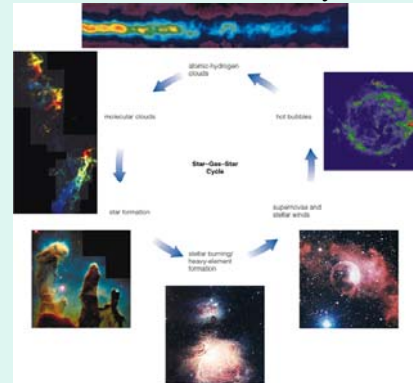 atomic-hydrogen
clouds
molecular clouds
hot bubbles
Star–Gas–Star
Cycle
star formation
supernovae and
stellar winds
stellar burning/
heavy-element
formation